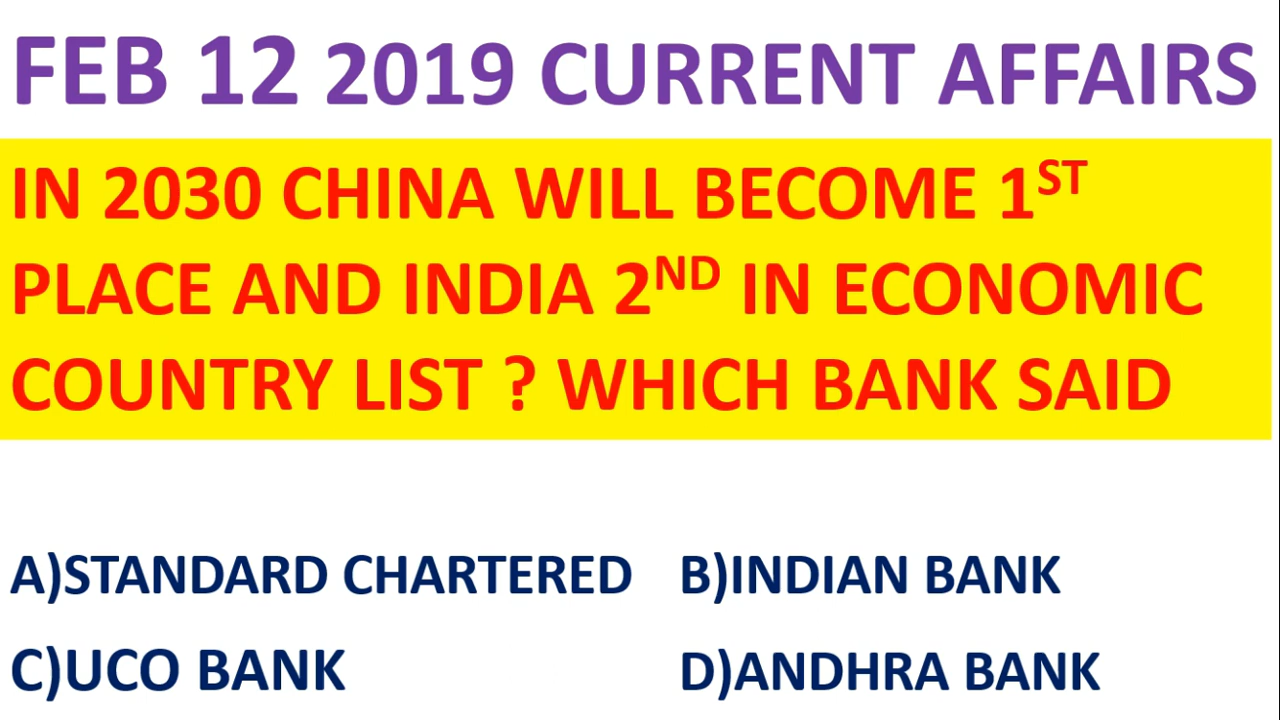 FEB 12 2019 CURRENT AFFAIRS
IN 2030 CHINA WILL BECOME 1ST
PLACE AND INDIA 2ND IN ECONOMIC
COUNTRY LIST ? WHICH BANK SAID
A)STANDARD CHARTERED B)INDIAN BANK
C)UCO BANK D)ANDHRA BANK